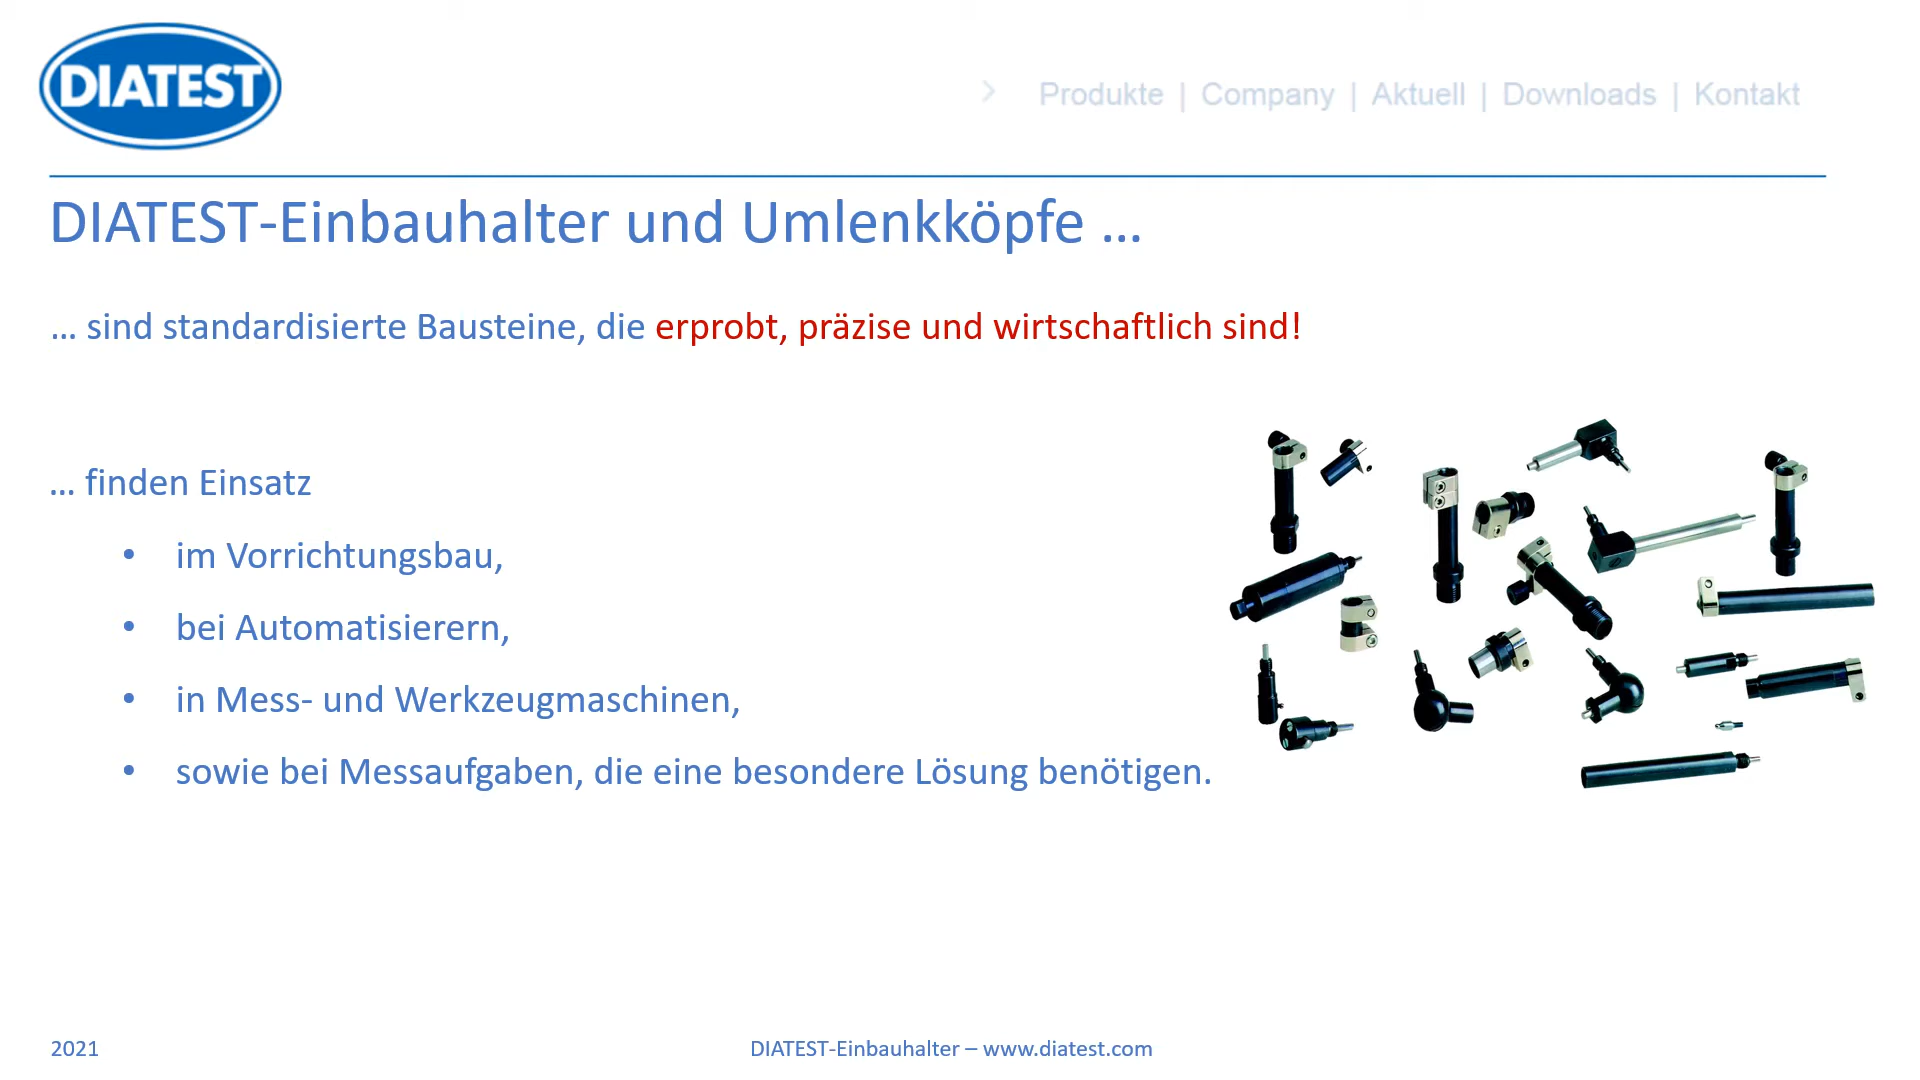 DIATEST
Produkte | Company | Aktuell | Downloads | Kontakt
DIATEST-Einbauhalter und Umlenkköpfe ...
... sind standardisierte Bausteine, die erprobt, präzise und wirtschaftlich sind!
... finden Einsatz
• im Vorrichtungsbau,
• bei Automatisierern,
• in Mess- und Werkzeugmaschinen,
• sowie bei Messaufgaben, die eine besondere Lösung benötigen.
2021
DIATEST-Einbauhalter – www.diatest.com